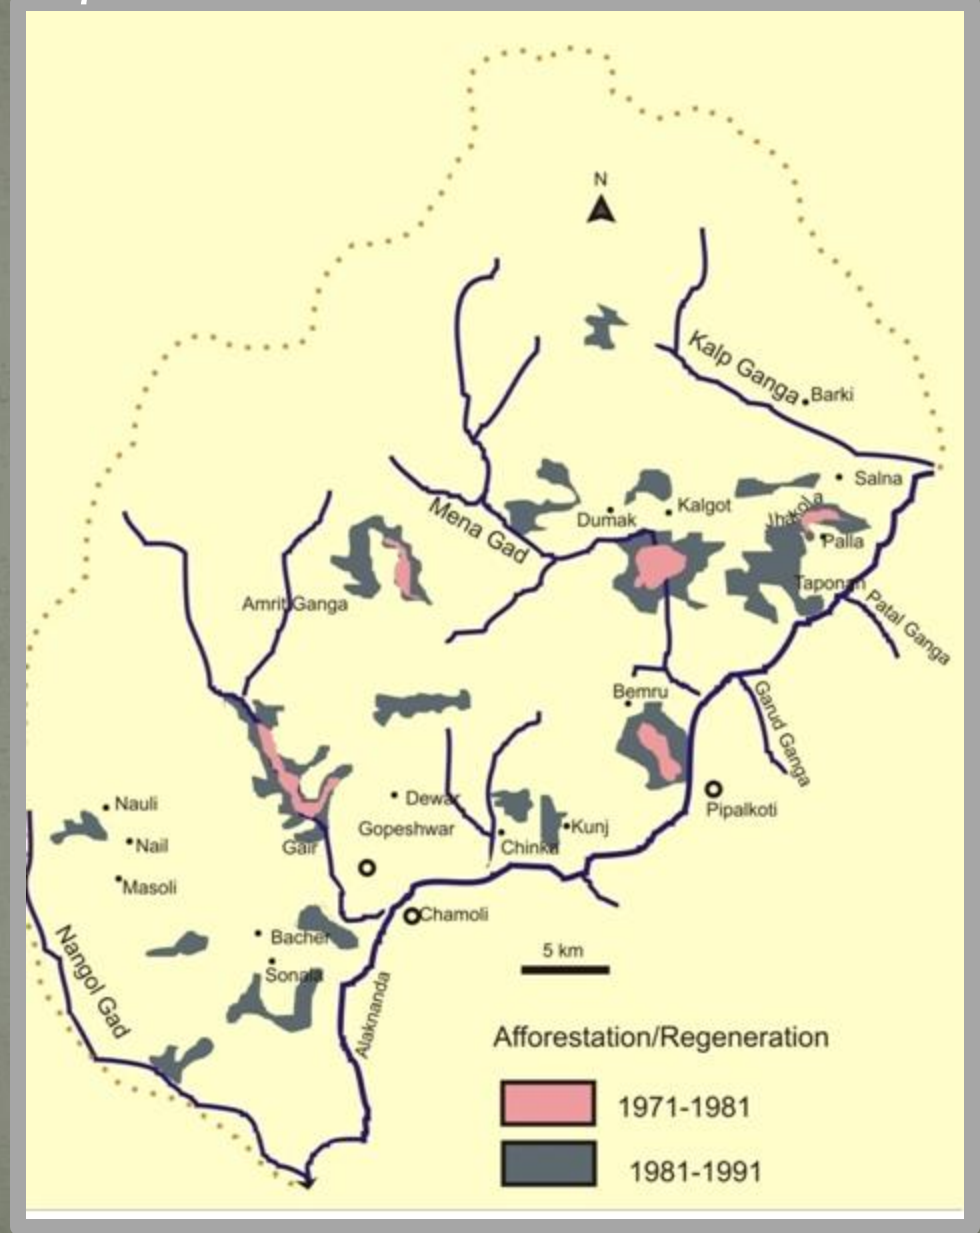 N
Kalp Ganga
Barki
Salna
Kalgot
Dumak
Jhakola
Palla
Mena Gad
Taponan
Patal Ganga
Amrit Ganga
Bemru
Garud Ganga
Nauli
Dewar
Pipalkoti
Gopeshwar
Kunj
Nail
Gair
Chinka
Masoli
Chamoli
Bacher
5 km
Sonala
Nangol Gad
Alaknanda
Afforestation/Regeneration
1971-1981
1981-1991